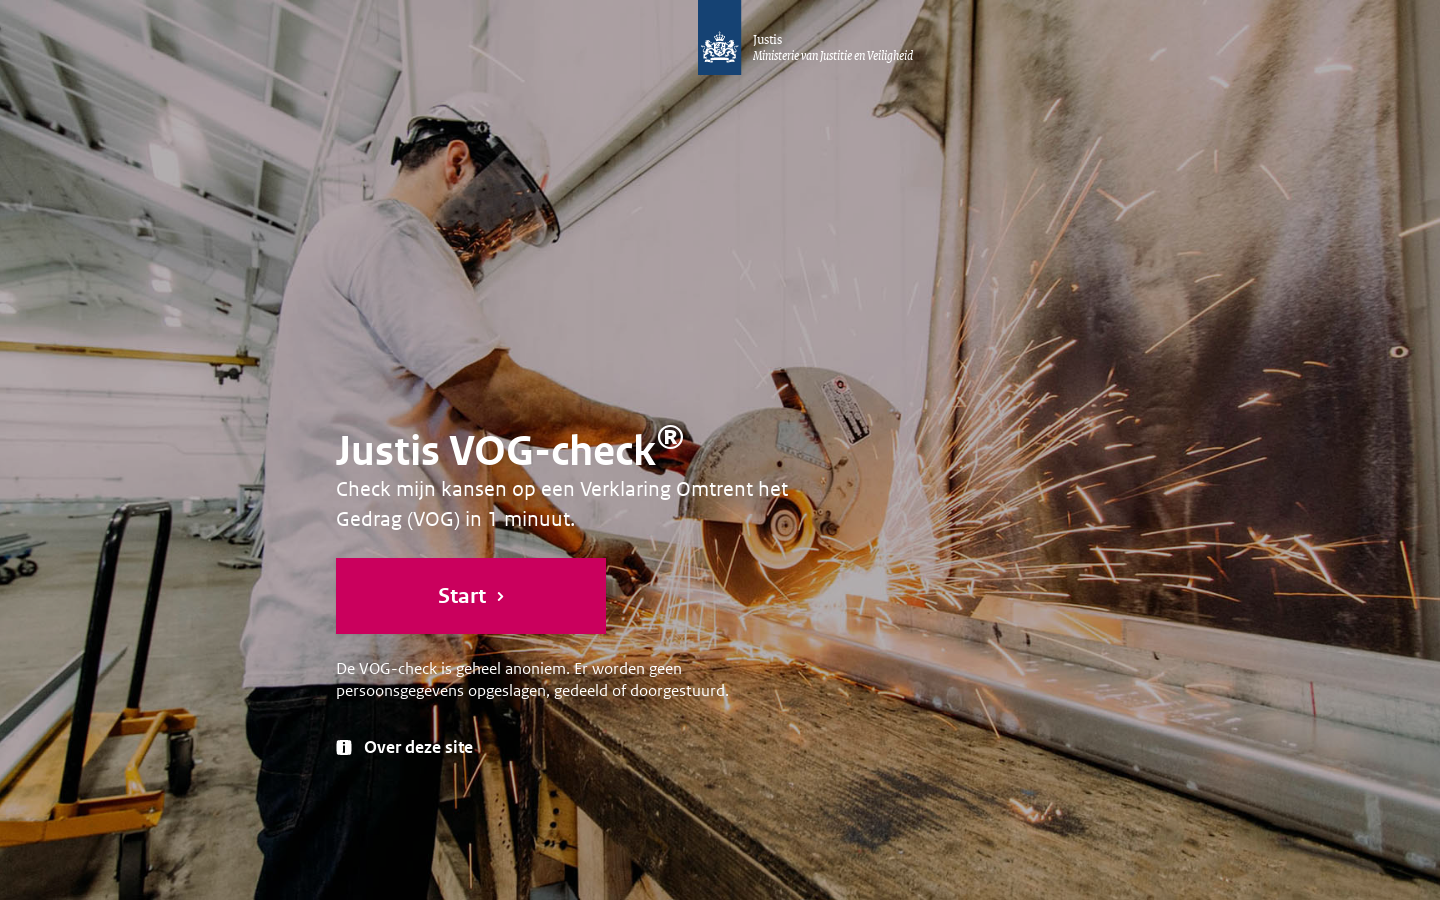 Justis
Ministerie van Justitie en Veiligheid
Justis VOG-check®
Check mijn kansen op een Verklaring Omtrent het
Gedrag (VOG) in 1 minuut.
Start ›
De VOG-check is geheel anoniem. Er worden geen
persoonsgegevens opgeslagen, gedeeld of doorgestuurd.
Over deze site